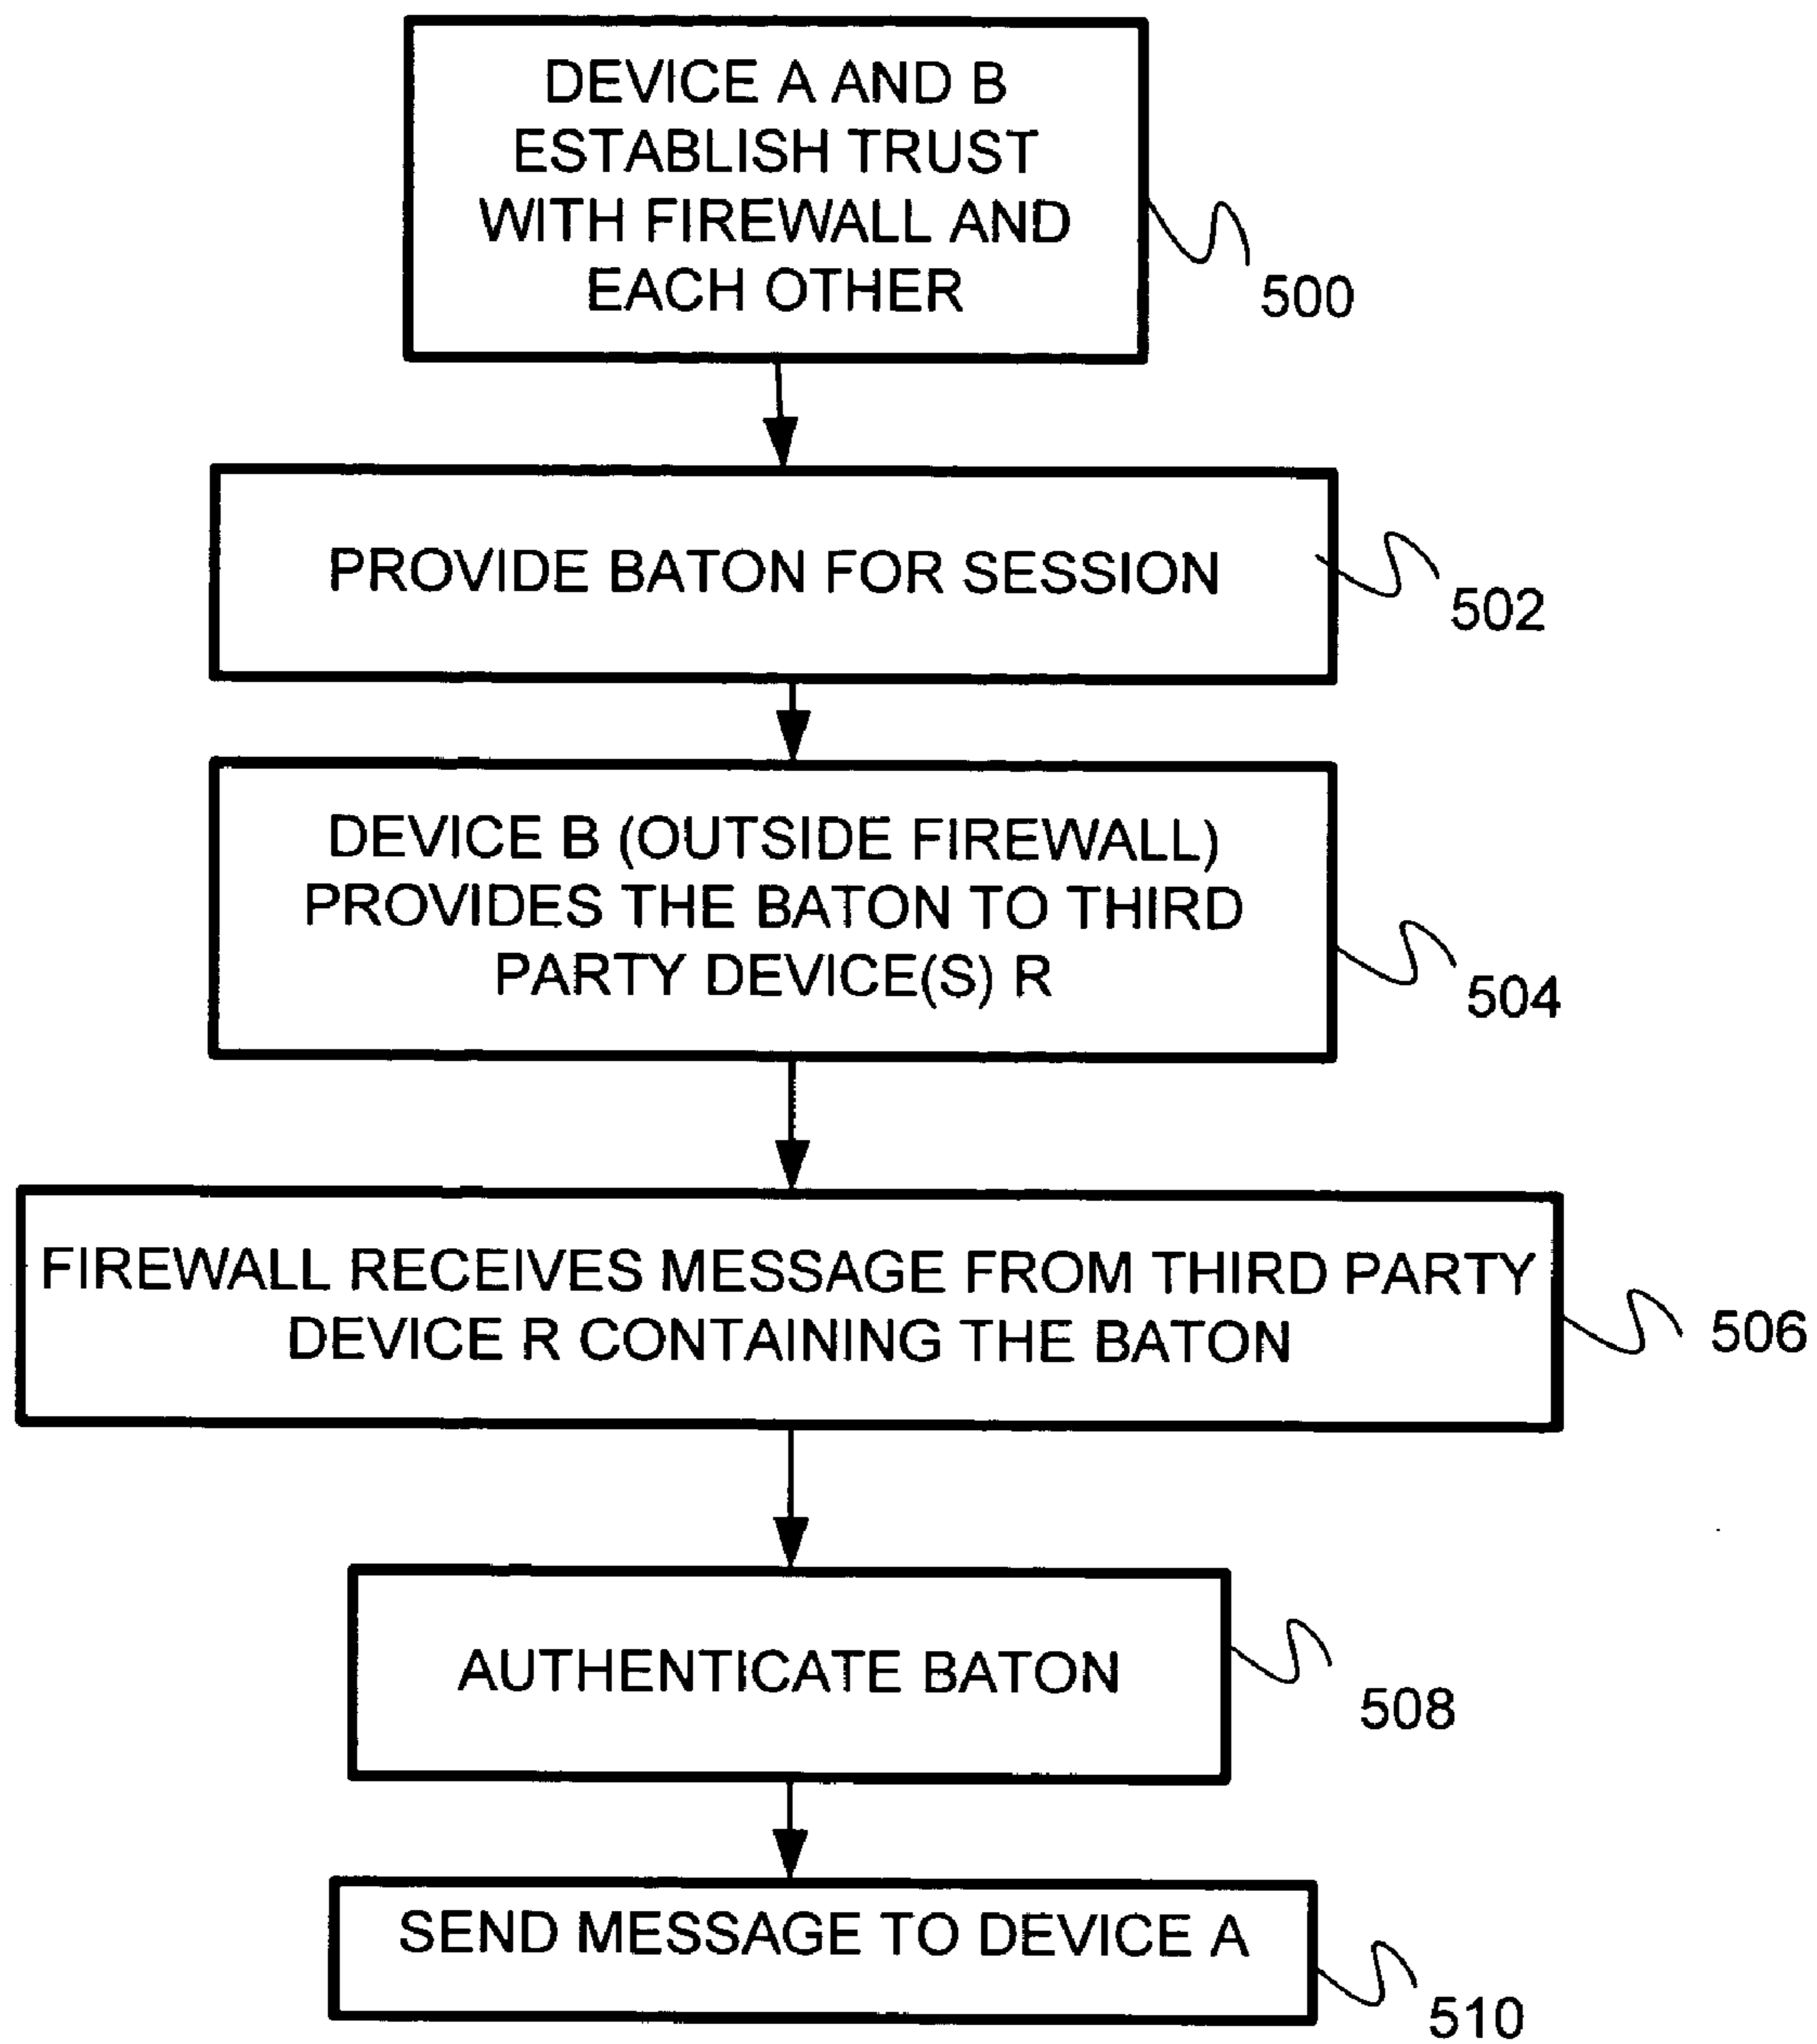 DEVICE A AND B
ESTABLISH TRUST
WITH FIREWALL AND
EACH OTHER
500
PROVIDE BATON FOR SESSION
502
DEVICE B (OUTSIDE FIREWALL)
PROVIDES THE BATON TO THIRD
PARTY DEVICE(S) R
504
FIREWALL RECEIVES MESSAGE FROM THIRD PARTY
DEVICE R CONTAINING THE BATON
506
AUTHENTICATE BATON
508
SEND MESSAGE TO DEVICE A
510